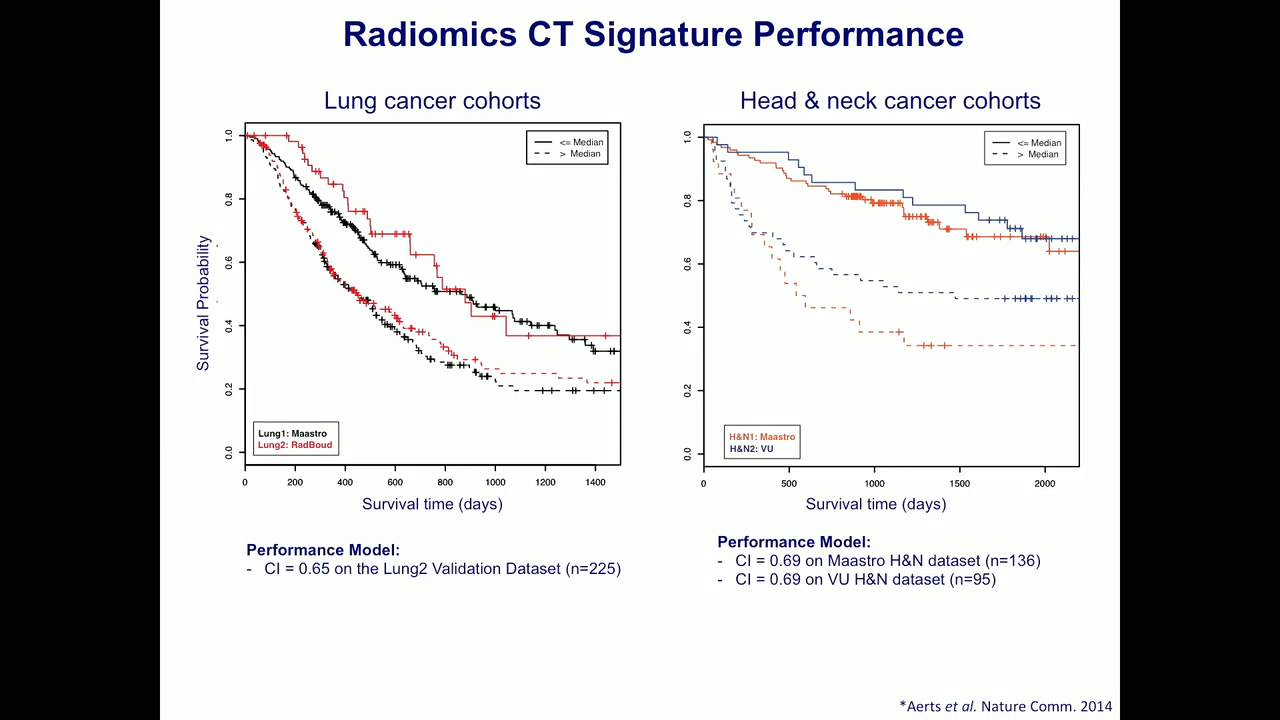 Radiomics CT Signature Performance
Lung cancer cohorts
<= Median
> Median
Lung1: Maastro
Lung2: RadBoud
Survival Probability
1.0
0.8
0.6
0.4
0.2
0.0
0 200 400 600 800 1000 1200 1400
Survival time (days)
Performance Model:
- CI = 0.65 on the Lung2 Validation Dataset (n=225)
Head & neck cancer cohorts
<= Median
> Median
H&N1: Maastro
H&N2: VU
1.0
0.8
0.6
0.4
0.2
0.0
0 500 1000 1500 2000
Survival time (days)
Performance Model:
- CI = 0.69 on Maastro H&N dataset (n=136)
- CI = 0.69 on VU H&N dataset (n=95)
*Aerts et al. Nature Comm. 2014